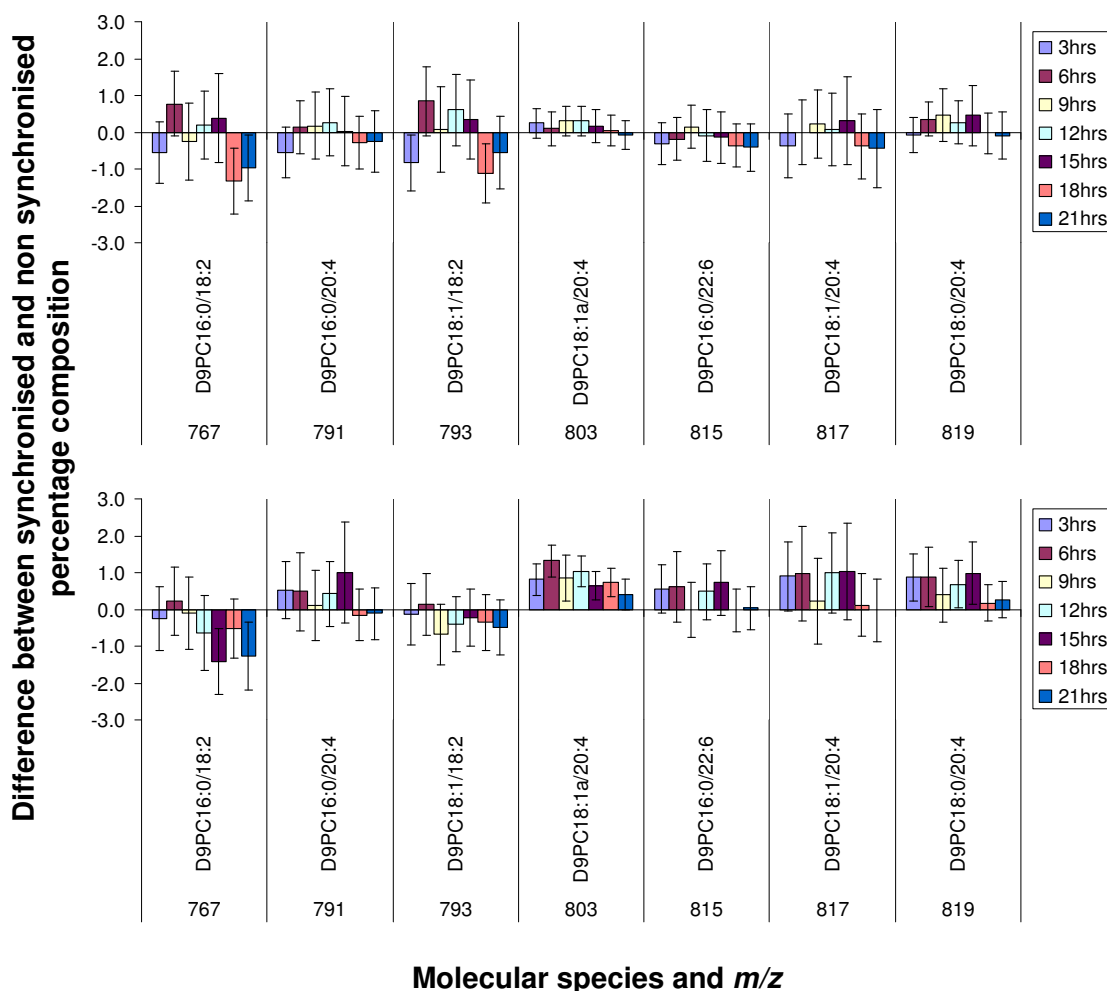 Difference between synchronised and non synchronised
percentage composition
3.0
2.0
1.0
0.0
-1.0
-2.0
-3.0
D9PC16:0/18:2
D9PC16:0/20:4
D9PC18:1/18:2
D9PC18:1a/20:4
D9PC16:0/22:6
D9PC18:1/20:4
D9PC18:0/20:4
767 791 793 803 815 817 819
3hrs
6hrs
9hrs
12hrs
15hrs
18hrs
21hrs
3.0
2.0
1.0
0.0
-1.0
-2.0
-3.0
D9PC16:0/18:2
D9PC16:0/20:4
D9PC18:1/18:2
D9PC18:1a/20:4
D9PC16:0/22:6
D9PC18:1/20:4
D9PC18:0/20:4
767 791 793 803 815 817 819
3hrs
6hrs
9hrs
12hrs
15hrs
18hrs
21hrs
Molecular species and m/z